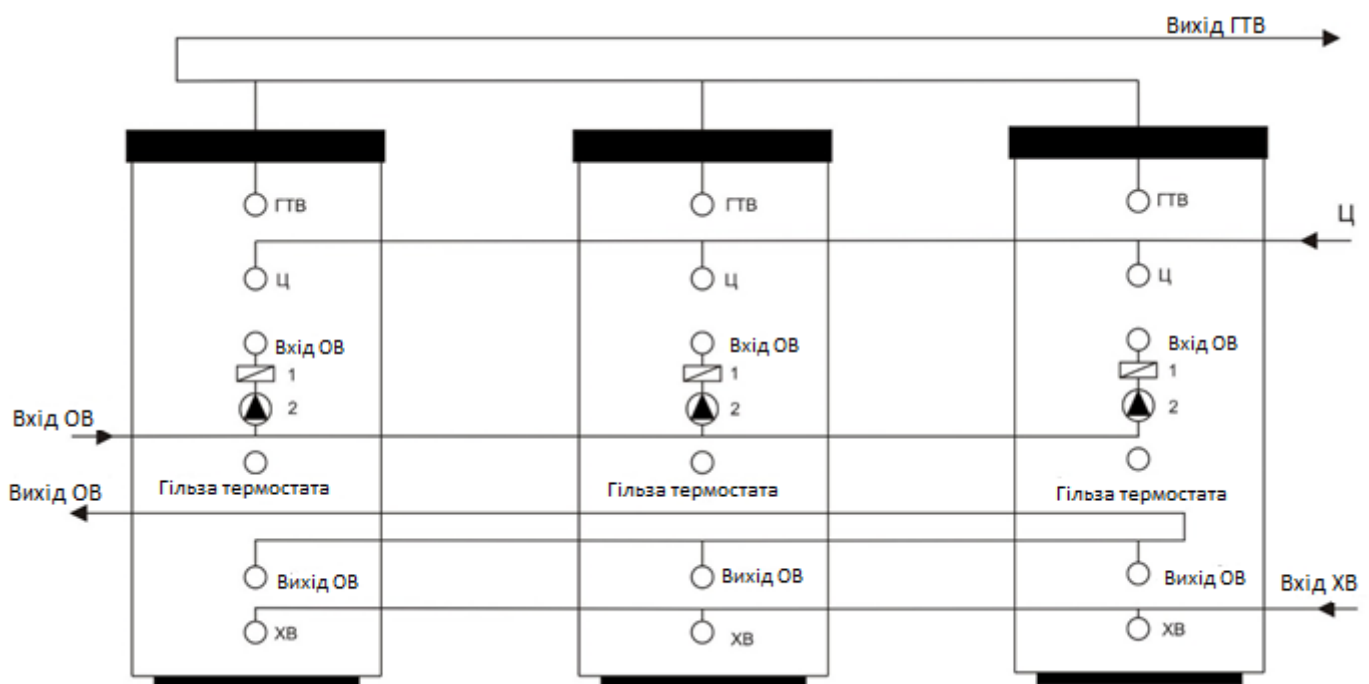 Вихід ГТВ
ГТВ
ГТВ
ГТВ
Ц
Ц
Ц
Ц
Вхід ОВ
Вхід ОВ
Вхід ОВ
1
1
1
2
2
2
Вхід ОВ
Гільза термостата
Гільза термостата
Гільза термостата
Вихід ОВ
Вихід ОВ
Вихід ОВ
Вихід ОВ
Вхід ХВ
ХВ
ХВ
ХВ